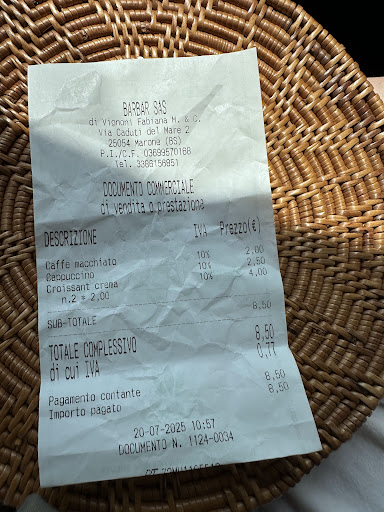 BARBAR SAS
di Vignoni Fabiana M. & C.
Via Caduti del Mare 2
25054 Marone (BS)
P.I./C.F. 03699570168
Tel. 3386156951
DOCUMENTO COMMERCIALE
di vendita o prestazione
DESCRIZIONE IVA Prezzo(€)
Caffe macchiato 10% 2,00
Cappuccino 10% 2,50
Croissant crema 10% 4,00
n.2 * 2,00
SUB-TOTALE 8,50
TOTALE COMPLESSIVO 8,50
di cui IVA 0,77
Pagamento contante 8,50
Importo pagato 8,50
20-07-2025 10:57
DOCUMENTO N. 1124-0034